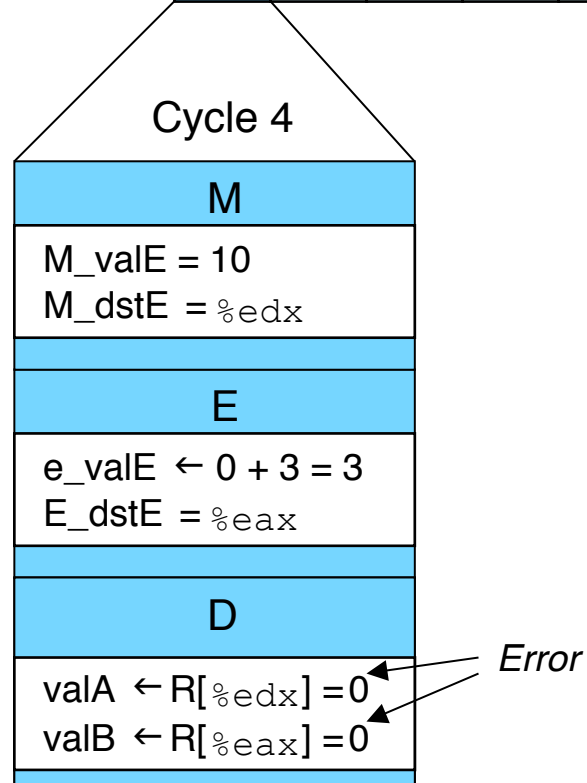 Cycle 4
M
M_valE = 10
M_dstE = %edx
E
e_valE ← 0 + 3 = 3
E_dstE = %eax
D
Error
valA ← R[%edx] = 0
valB ← R[%eax] = 0